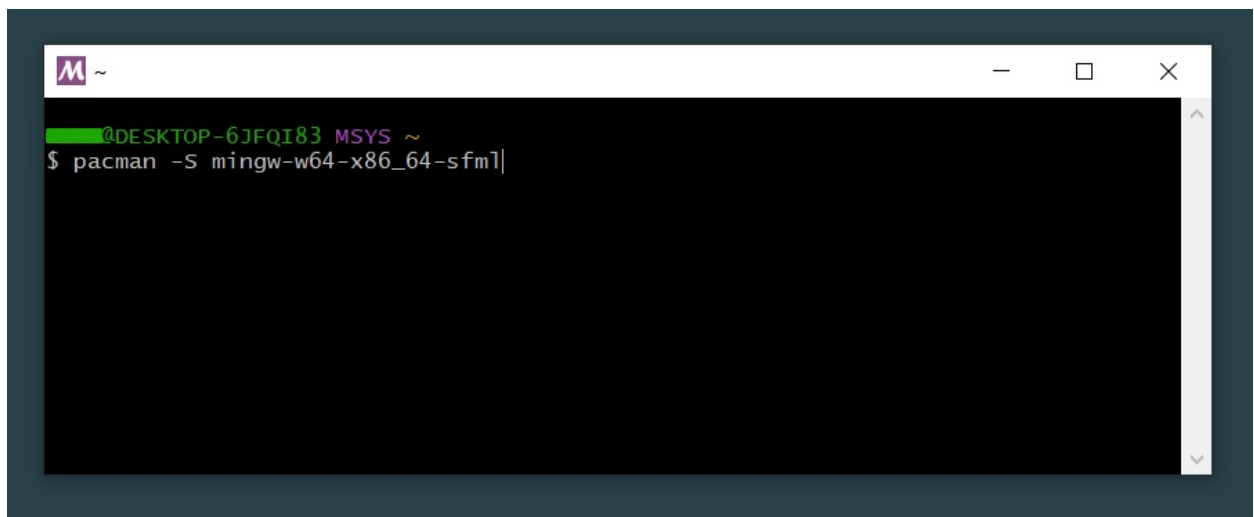 M ~
@DESKTOP-6JFQI83 MSYS ~
$ pacman -S mingw-w64-x86_64-sfml